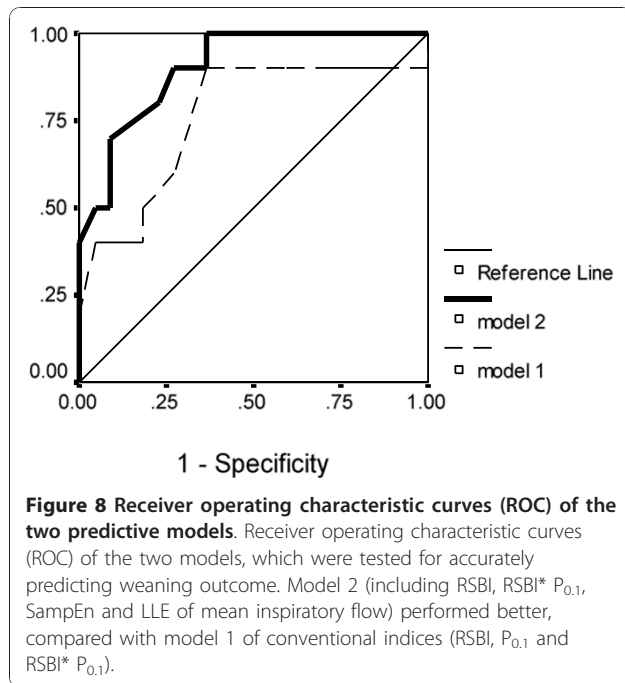 1.00
.75
.50
.25
0.00
0.00 .25 .50 .75 1.00
1 - Specificity
Reference Line
model 2
model 1
Figure 8 Receiver operating characteristic curves (ROC) of the
two predictive models. Receiver operating characteristic curves
(ROC) of the two models, which were tested for accurately
predicting weaning outcome. Model 2 (including RSBI, RSBI* P0.1,
SampEn and LLE of mean inspiratory flow) performed better,
compared with model 1 of conventional indices (RSBI, P0.1 and
RSBI* P0.1).